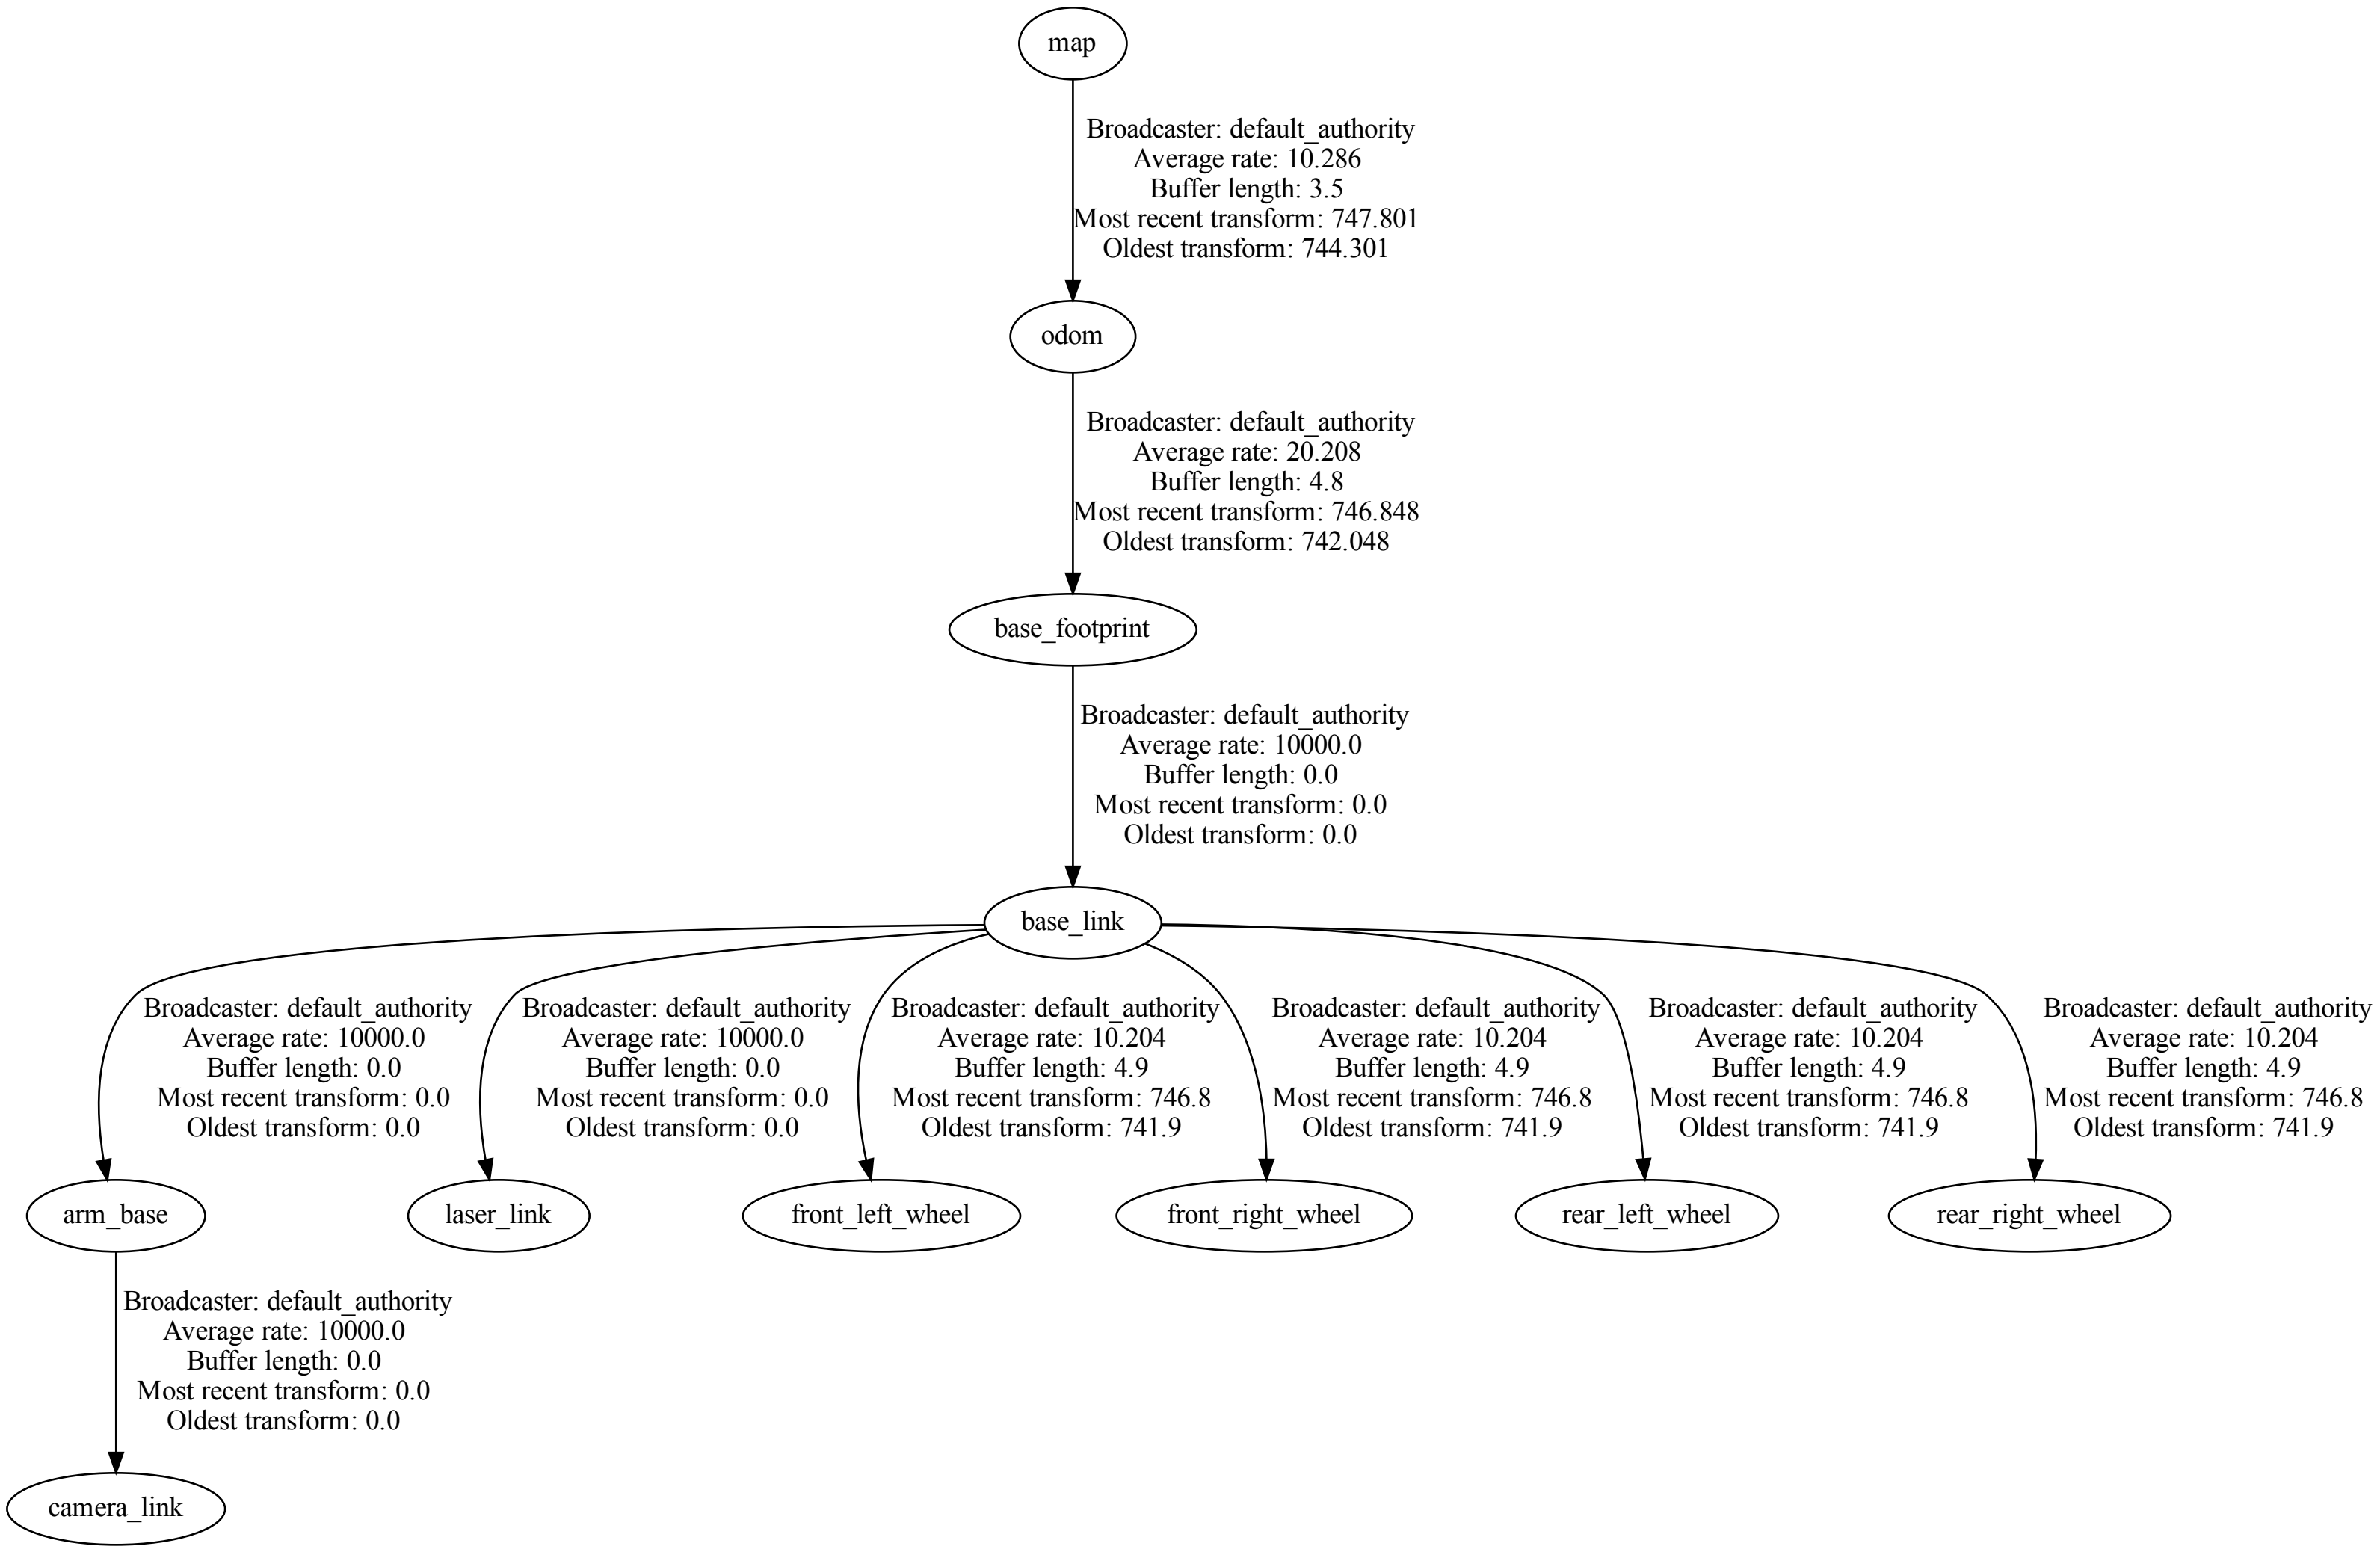 map
Broadcaster: default_authority
Average rate: 10.286
Buffer length: 3.5
Most recent transform: 747.801
Oldest transform: 744.301
odom
Broadcaster: default_authority
Average rate: 20.208
Buffer length: 4.8
Most recent transform: 746.848
Oldest transform: 742.048
base_footprint
Broadcaster: default_authority
Average rate: 10000.0
Buffer length: 0.0
Most recent transform: 0.0
Oldest transform: 0.0
base_link
Broadcaster: default_authority
Average rate: 10000.0
Buffer length: 0.0
Most recent transform: 0.0
Oldest transform: 0.0
Broadcaster: default_authority
Average rate: 10000.0
Buffer length: 0.0
Most recent transform: 0.0
Oldest transform: 0.0
Broadcaster: default_authority
Average rate: 10.204
Buffer length: 4.9
Most recent transform: 746.8
Oldest transform: 741.9
Broadcaster: default_authority
Average rate: 10.204
Buffer length: 4.9
Most recent transform: 746.8
Oldest transform: 741.9
Broadcaster: default_authority
Average rate: 10.204
Buffer length: 4.9
Most recent transform: 746.8
Oldest transform: 741.9
Broadcaster: default_authority
Average rate: 10.204
Buffer length: 4.9
Most recent transform: 746.8
Oldest transform: 741.9
arm_base
laser_link
front_left_wheel
front_right_wheel
rear_left_wheel
rear_right_wheel
Broadcaster: default_authority
Average rate: 10000.0
Buffer length: 0.0
Most recent transform: 0.0
Oldest transform: 0.0
camera_link